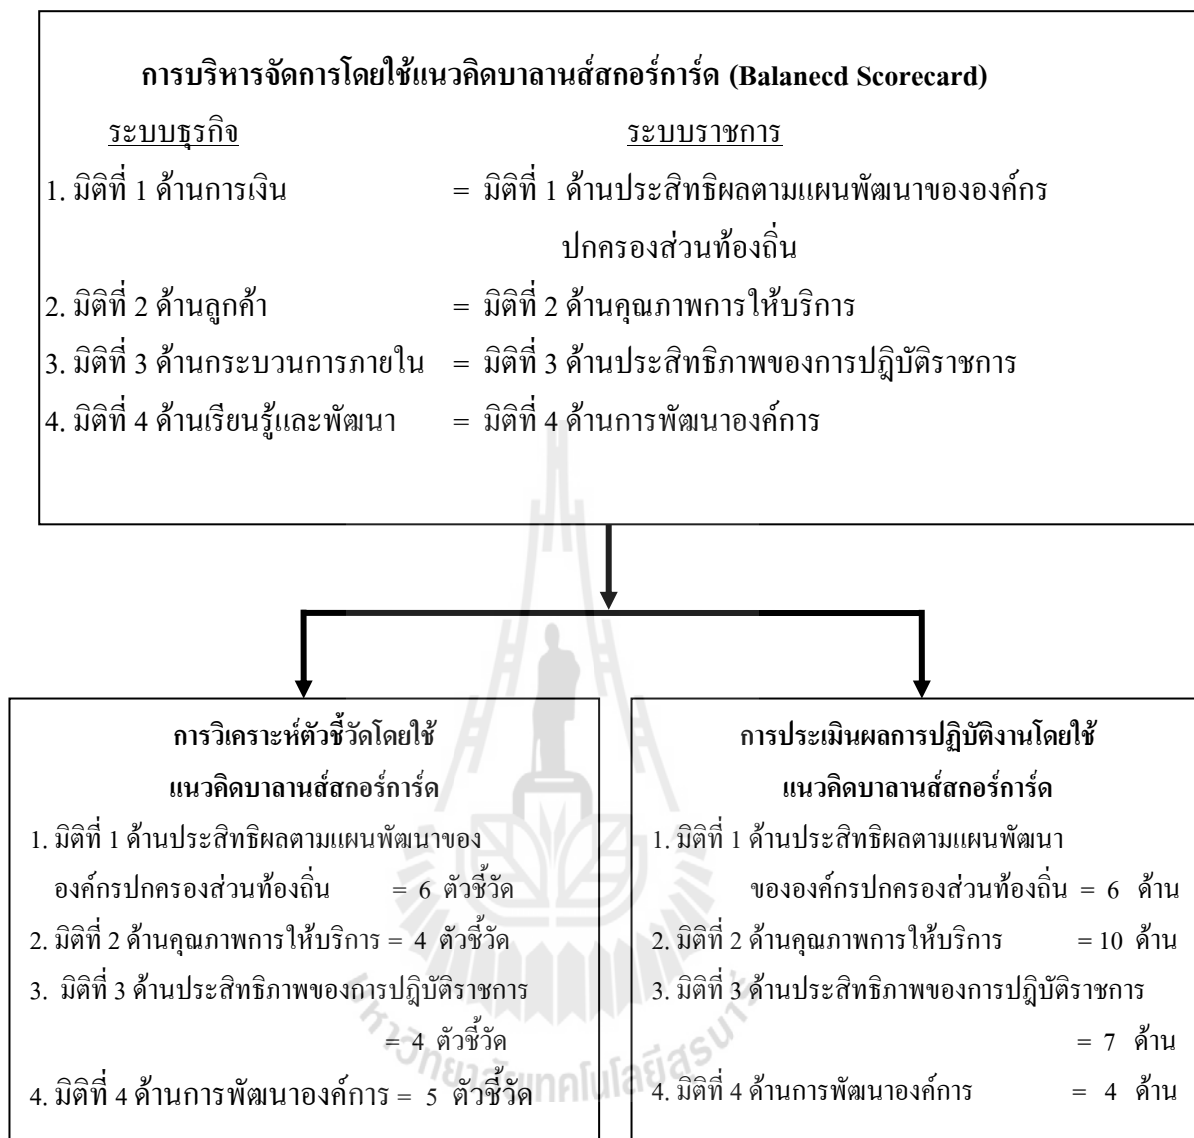 การบริหารจัดการโดยใช้แนวคิดบาลานส์สกอร์การ์ด (Balanecd Scorecard)
ระบบธุรกิจ ระบบราชการ
1. มิติที่ 1 ด้านการเงิน = มิติที่ 1 ด้านประสิทธิผลตามแผนพัฒนาขององค์กร
ปกครองส่วนท้องถิ่น
2. มิติที่ 2 ด้านลูกค้า = มิติที่ 2 ด้านคุณภาพการให้บริการ
3. มิติที่ 3 ด้านกระบวนการภายใน = มิติที่ 3 ด้านประสิทธิภาพของการปฎิบัติราชการ
4. มิติที่ 4 ด้านเรียนรู้และพัฒนา = มิติที่ 4 ด้านการพัฒนาองค์การ
การวิเคราะห์ตัวชี้วัดโดยใช้
แนวคิดบาลานส์สกอร์การ์ด
1. มิติที่ 1 ด้านประสิทธิผลตามแผนพัฒนาของ
องค์กรปกครองส่วนท้องถิ่น = 6 ตัวชี้วัด
2. มิติที่ 2 ด้านคุณภาพการให้บริการ = 4 ตัวชี้วัด
3. มิติที่ 3 ด้านประสิทธิภาพของการปฎิบัติราชการ
= 4 ตัวชี้วัด
4. มิติที่ 4 ด้านการพัฒนาองค์การ = 5 ตัวชี้วัด
การประเมินผลการปฏิบัติงานโดยใช้
แนวคิดบาลานส์สกอร์การ์ด
1. มิติที่ 1 ด้านประสิทธิผลตามแผนพัฒนา
ขององค์กรปกครองส่วนท้องถิ่น = 6 ด้าน
2. มิติที่ 2 ด้านคุณภาพการให้บริการ = 10 ด้าน
3. มิติที่ 3 ด้านประสิทธิภาพของการปฎิบัติราชการ
= 7 ด้าน
4. มิติที่ 4 ด้านการพัฒนาองค์การ = 4 ด้าน
มหาวิทยาลัยเทคโนโลยีสุรนารี